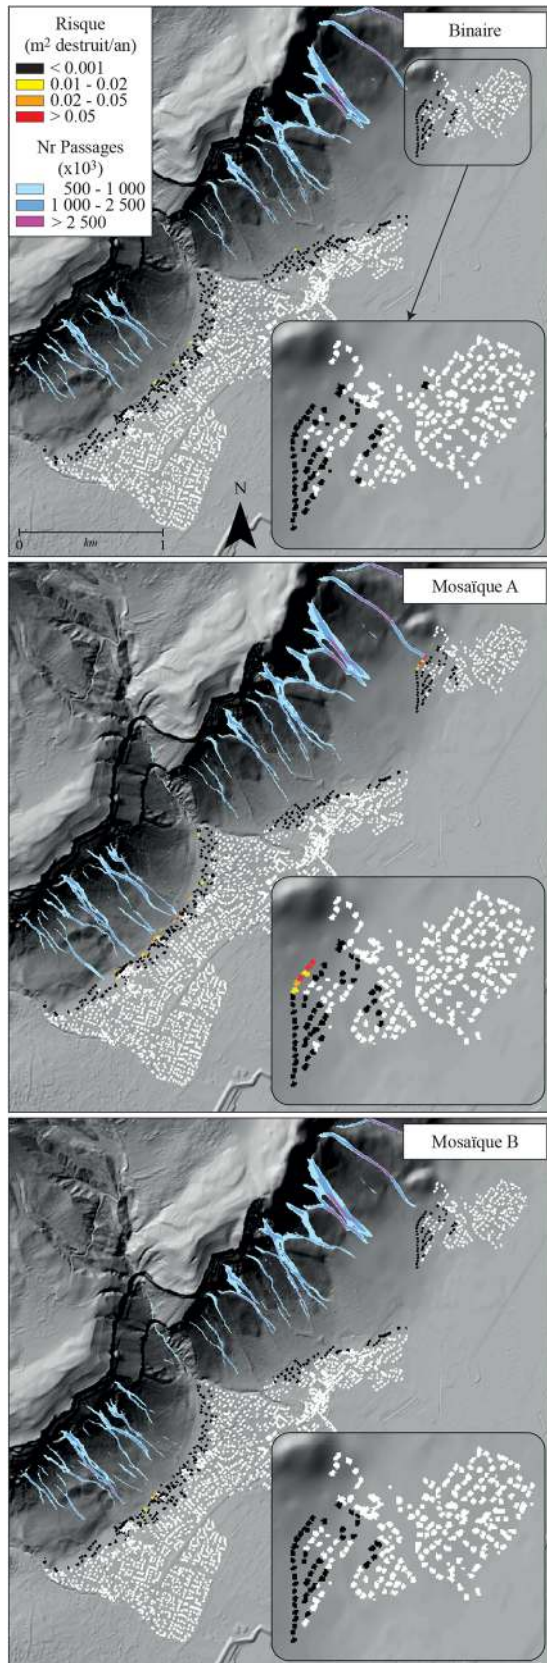 Risque
(m² destruit/an)
< 0.001
0.01 - 0.02
0.02 - 0.05
> 0.05
Nr Passages
(x10³)
500 - 1 000
1 000 - 2 500
> 2 500
Binaire
N
0
km
1
Mosaïque A
Mosaïque B